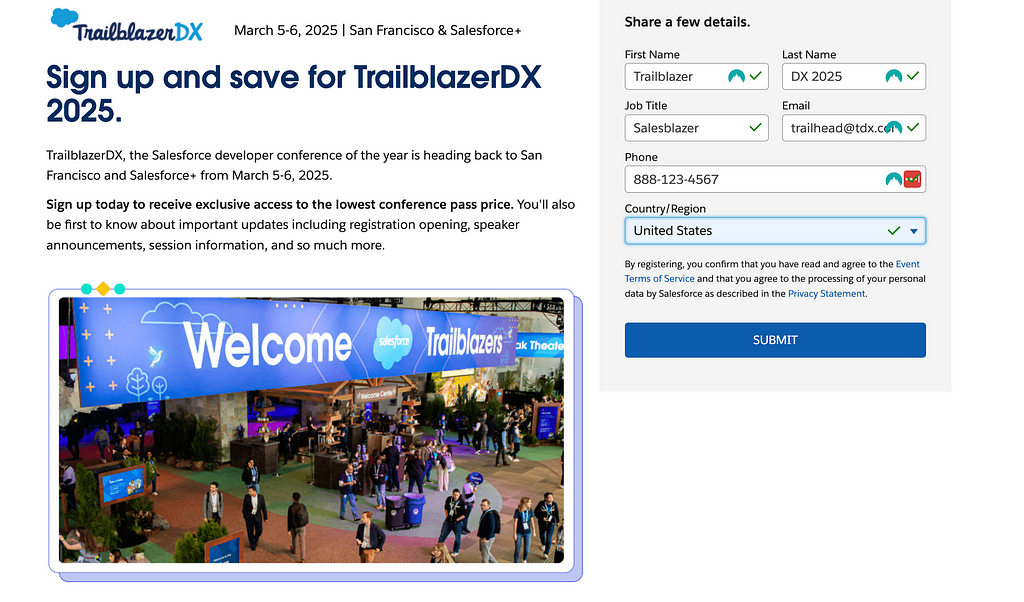 TrailblazerDX
March 5-6, 2025 | San Francisco & Salesforce+
Sign up and save for TrailblazerDX
2025.
TrailblazerDX, the Salesforce developer conference of the year is heading back to San
Francisco and Salesforce+ from March 5-6, 2025.
Sign up today to receive exclusive access to the lowest conference pass price. You'll also
be first to know about important updates including registration opening, speaker
announcements, session information, and so much more.
Welcome
salesforce
Trailblazers
ak Theate
Welcome Center
Share a few details.
First Name
Last Name
Trailblazer
DX 2025
Job Title
Email
Salesblazer
trailhead@tdx.co
Phone
888-123-4567
Country/Region
United States
By registering, you confirm that you have read and agree to the Event
Terms of Service and that you agree to the processing of your personal
data by Salesforce as described in the Privacy Statement.
SUBMIT